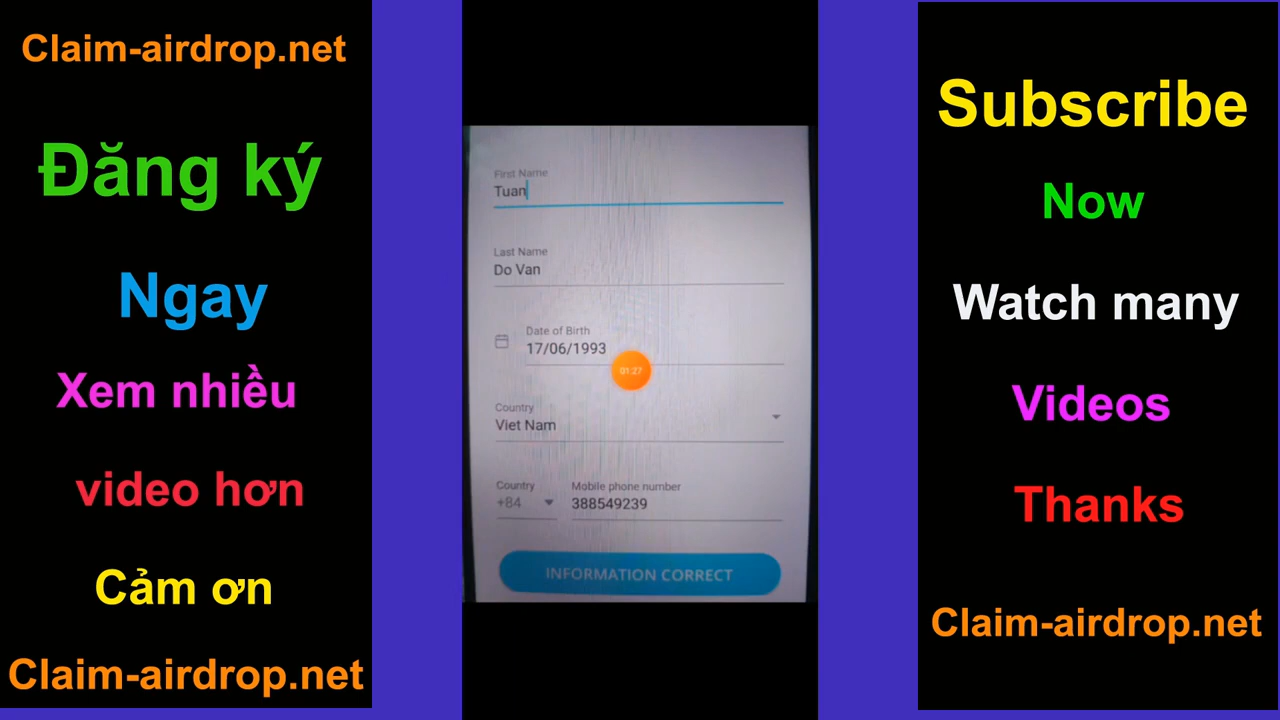 Claim-airdrop.net
Đăng ký
Ngay
Xem nhiều
video hơn
Cảm ơn
Claim-airdrop.net
First Name
Tuan
Last Name
Do Van
Date of Birth
17/06/1993
01:27
Country
Viet Nam
Country
+84
Mobile phone number
388549239
INFORMATION CORRECT
Subscribe
Now
Watch many
Videos
Thanks
Claim-airdrop.net